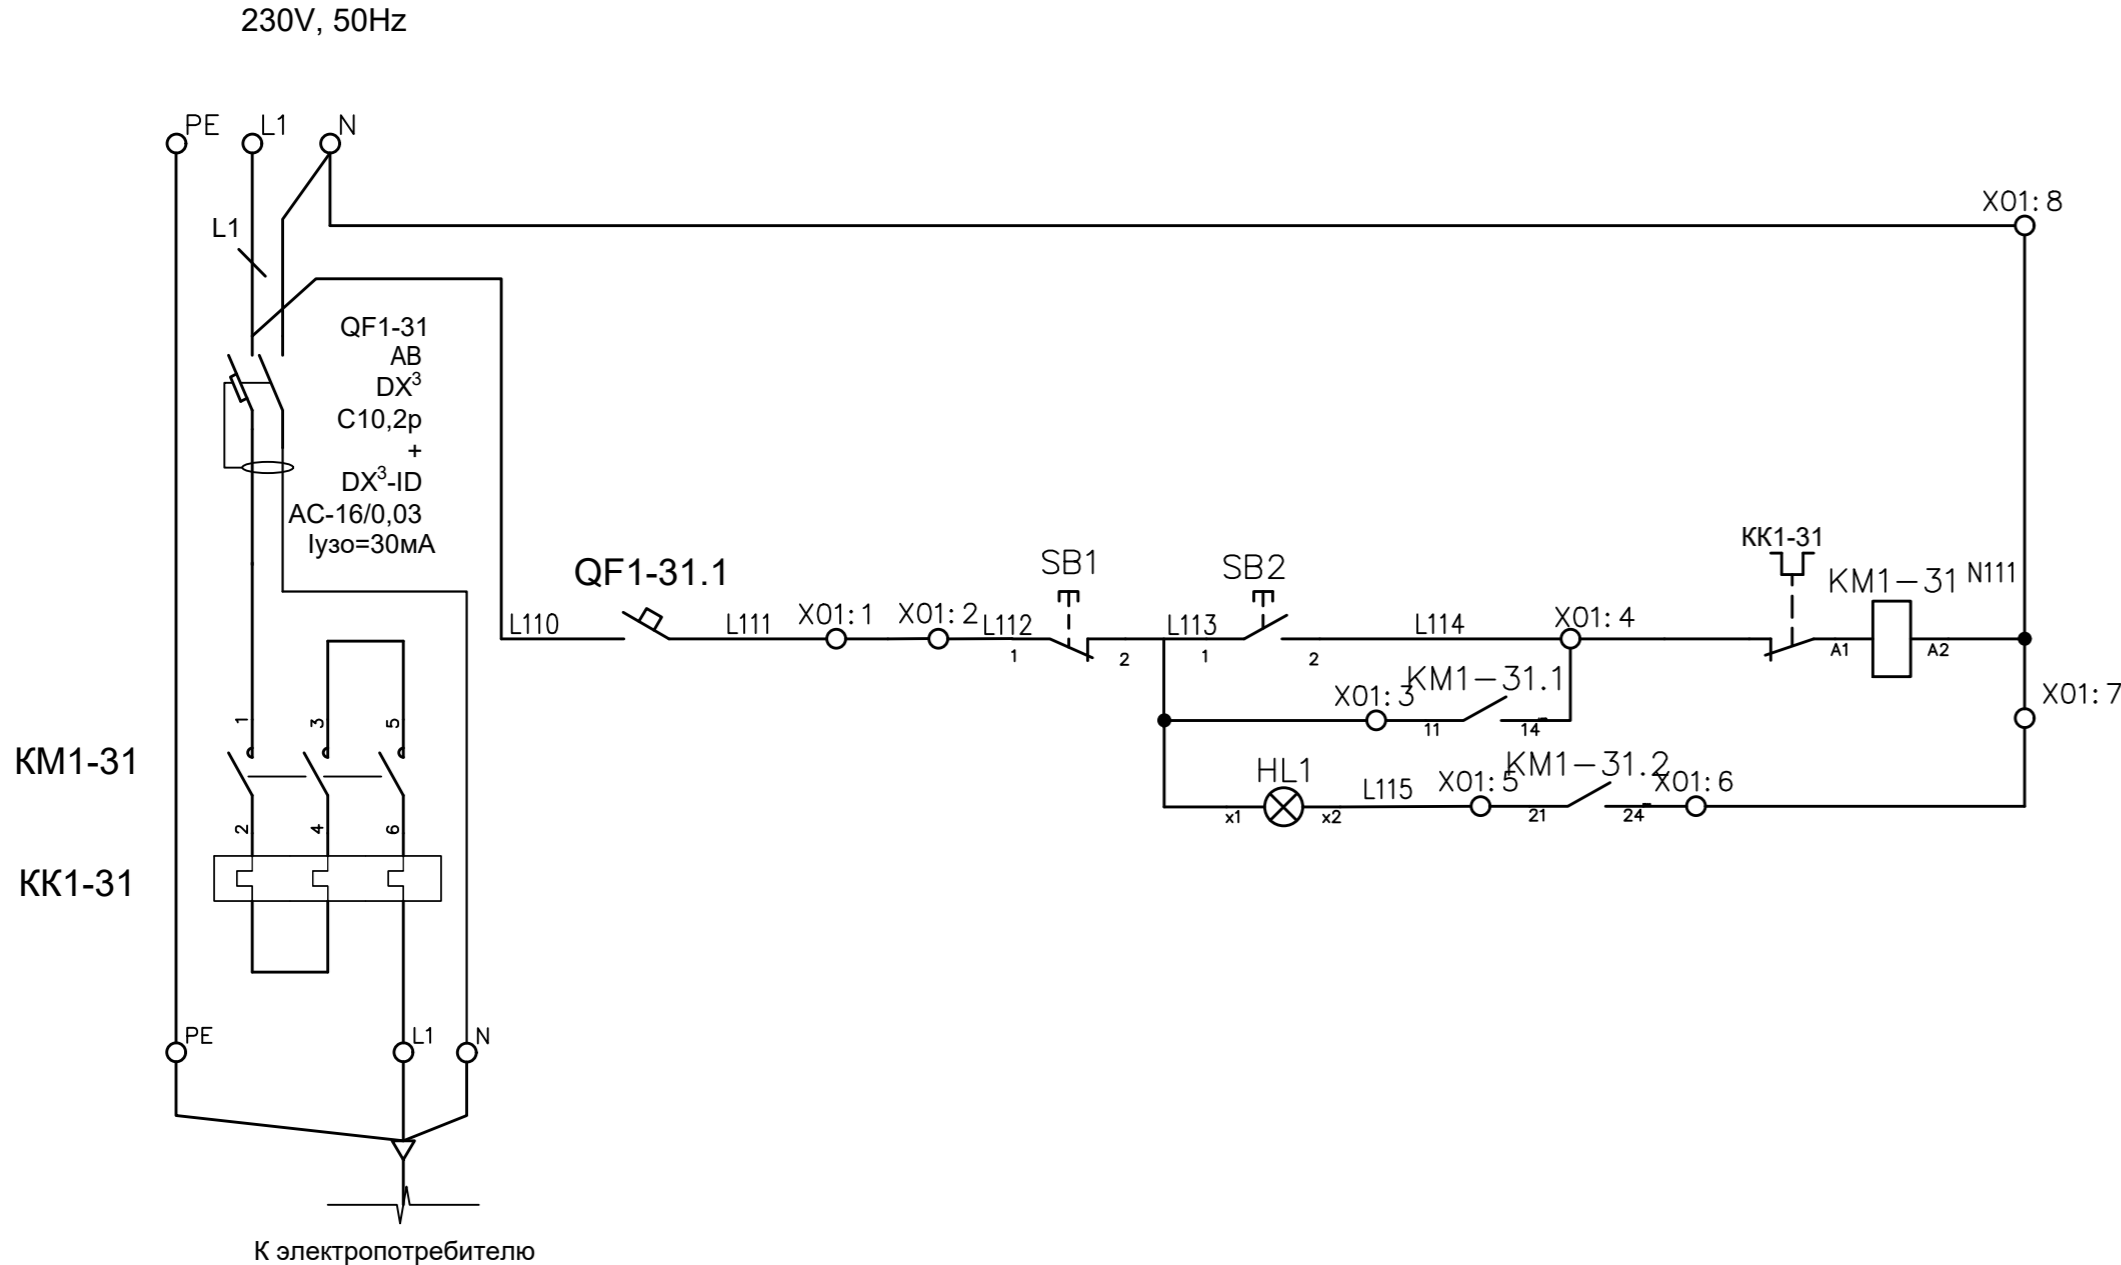 230V, 50Hz
PE
L1
N
X01:8
L1
QF1-31
АВ
DX³
C10,2p
+
DX³-ID
AC-16/0,03
Iузо=30мА
КК1-31
SB1
SB2
QF1-31.1
KM1-31
N111
L110
L111
X01:1
X01:2
L112
L113
L114
X01:4
1
2
1
2
A1
A2
KM1-31.1
X01:3
X01:7
11
14
1
3
5
КМ1-31
HL1
KM1-31.2
L115
X01:5
X01:6
x1
x2
21
24
2
4
6
КК1-31
PE
L1
N
К электропотребителю